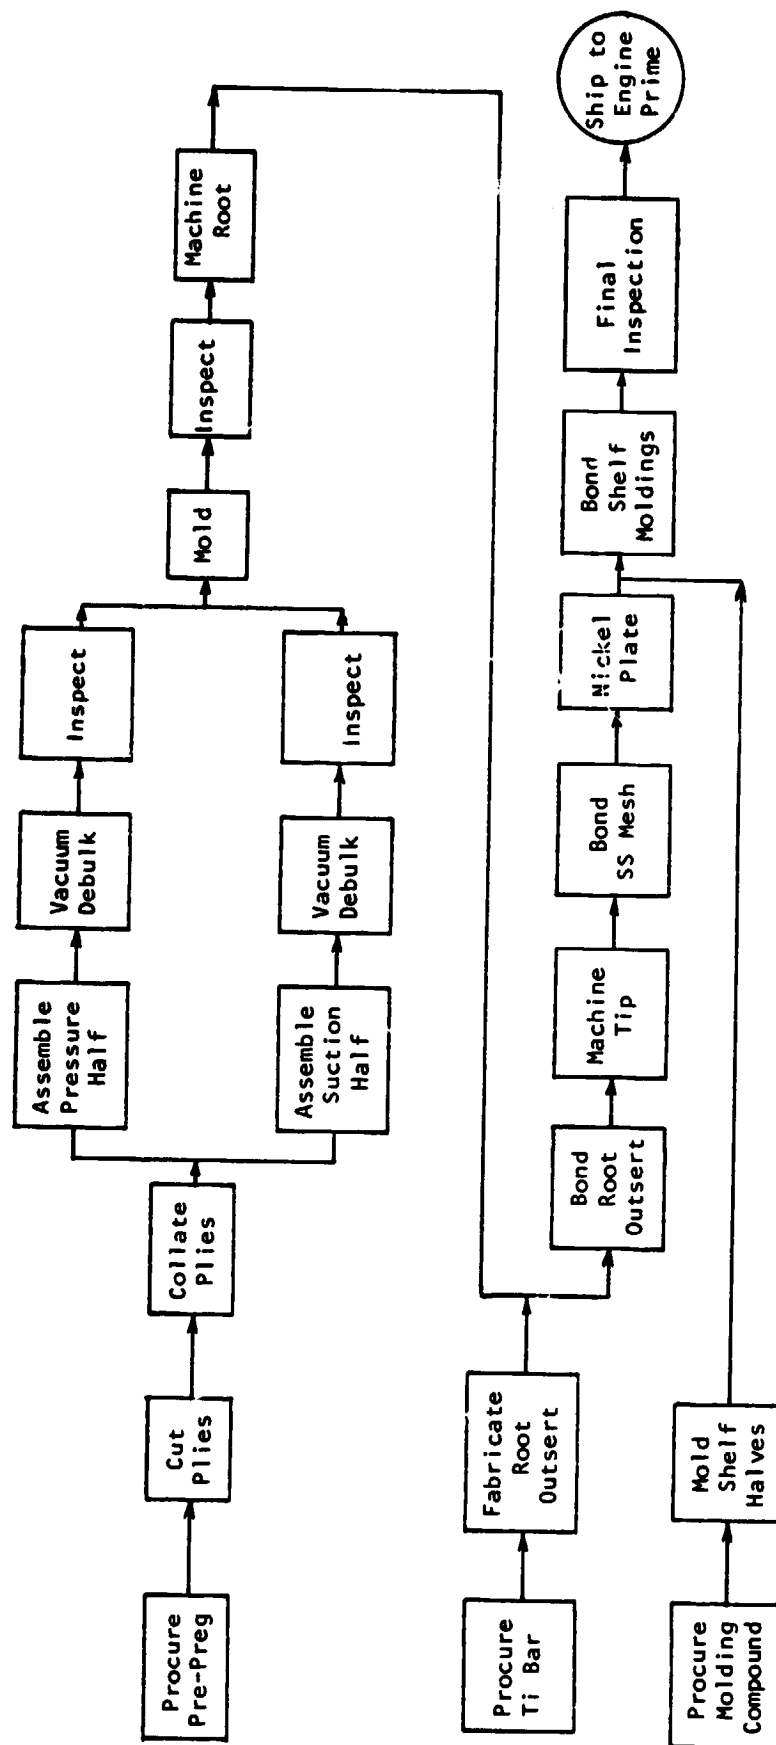 Procure
Pre-Preg
Cut
Plies
Collate
Plies
Assemble
Pressure
Half
Vacuum
Debulk
Inspect
Assemble
Suction
Half
Vacuum
Debulk
Inspect
Mold
Inspect
Machine
Root
Procure
Ti Bar
Fabricate
Root
Outsert
Bond
Root
Outsert
Machine
Tip
Bond
SS Mesh
Nickel
Plate
Bond
Shelf
Moldings
Final
Inspection
Ship to
Engine
Prime
Procure
Molding
Compound
Mold
Shelf
Halves